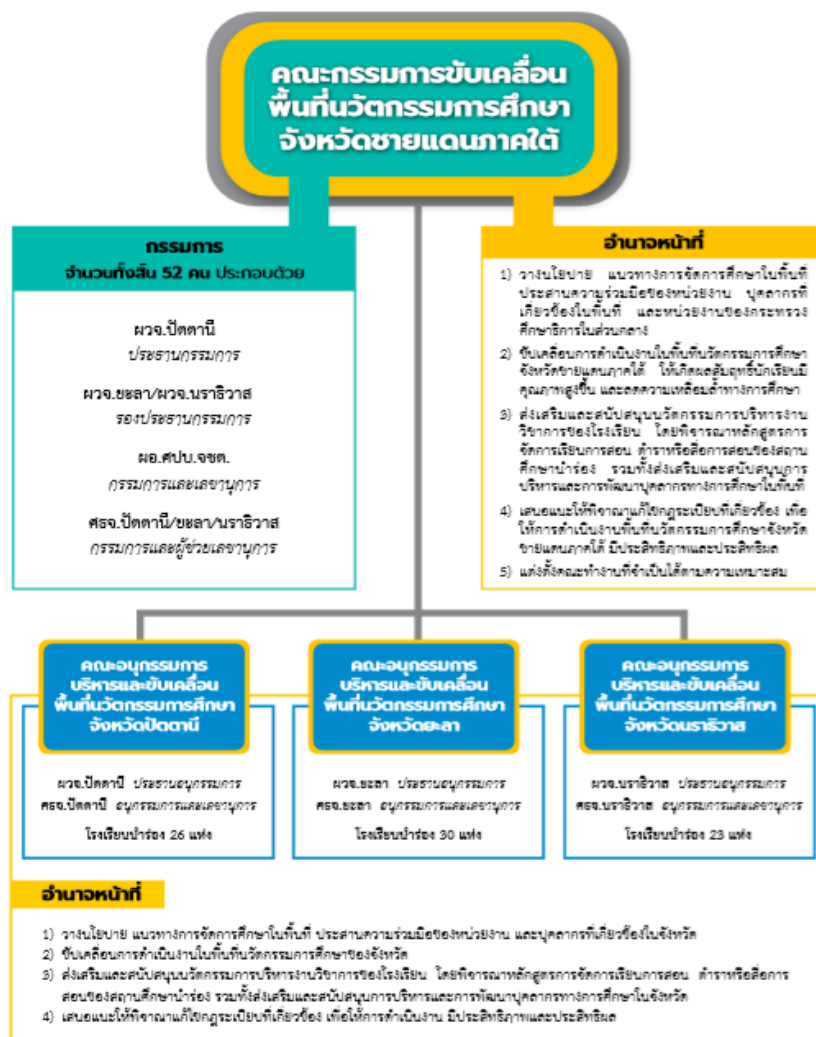 คณะกรรมการขับเคลื่อน
พื้นที่นวัตกรรมการศึกษา
จังหวัดชายแดนภาคใต้
กรรมการ
จำนวนทั้งสิ้น 52 คน ประกอบด้วย
ผวจ.ปัตตานี
ประธานกรรมการ
ผวจ.ยะลา/ผวจ.นราธิวาส
รองประธานกรรมการ
ผอ.ศปบ.จชต.
กรรมการและเลขานุการ
ศธจ.ปัตตานี/ยะลา/นราธิวาส
กรรมการและผู้ช่วยเลขานุการ
อำนาจหน้าที่
1) วางนโยบาย แนวทางการจัดการศึกษาในพื้นที่
ประสานความร่วมมือของหน่วยงาน บุคลากรที่
เกี่ยวข้องในพื้นที่ และหน่วยงานของกระทรวง
ศึกษาธิการในส่วนกลาง
2) ขับเคลื่อนการดำเนินงานในพื้นที่นวัตกรรมการศึกษา
จังหวัดชายแดนภาคใต้ ให้เกิดผลสัมฤทธิ์นักเรียนมี
คุณภาพสูงขึ้น และลดความเหลื่อมล้ำทางการศึกษา
3) ส่งเสริมและสนับสนุนนวัตกรรมการบริหารงาน
วิชาการของโรงเรียน โดยพิจารณาหลักสูตรการ
จัดการเรียนการสอน ตำราหรือสื่อการสอนของสถาน
ศึกษานำร่อง รวมทั้งส่งเสริมและสนับสนุนการ
บริหารและการพัฒนาบุคลากรทางการศึกษาในพื้นที่
4) เสนอแนะให้พิจาณาแก้ไขกฎระเบียบที่เกี่ยวข้อง เพื่อ
ให้การดำเนินงานพื้นที่นวัตกรรมการศึกษาจังหวัด
ชายแดนภาคใต้ มีประสิทธิภาพและประสิทธิผล
5) แต่งตั้งคณะทำงานที่จำเป็นได้ตามความเหมาะสม
คณะอนุกรรมการ
บริหารและขับเคลื่อน
พื้นที่นวัตกรรมการศึกษา
จังหวัดปัตตานี
ผวจ.ปัตตานี ประธานอนุกรรมการ
ศธจ.ปัตตานี อนุกรรมการและเลขานุการ
โรงเรียนนำร่อง 26 แห่ง
คณะอนุกรรมการ
บริหารและขับเคลื่อน
พื้นที่นวัตกรรมการศึกษา
จังหวัดยะลา
ผวจ.ยะลา ประธานอนุกรรมการ
ศธจ.ยะลา อนุกรรมการและเลขานุการ
โรงเรียนนำร่อง 30 แห่ง
คณะอนุกรรมการ
บริหารและขับเคลื่อน
พื้นที่นวัตกรรมการศึกษา
จังหวัดนราธิวาส
ผวจ.นราธิวาส ประธานอนุกรรมการ
ศธจ.นราธิวาส อนุกรรมการและเลขานุการ
โรงเรียนนำร่อง 23 แห่ง
อำนาจหน้าที่
1) วางนโยบาย แนวทางการจัดการศึกษาในพื้นที่ ประสานความร่วมมือของหน่วยงาน และบุคลากรที่เกี่ยวข้องในจังหวัด
2) ขับเคลื่อนการดำเนินงานในพื้นที่นวัตกรรมการศึกษาของจังหวัด
3) ส่งเสริมและสนับสนุนนวัตกรรมการบริหารงานวิชาการของโรงเรียน โดยพิจารณาหลักสูตรการจัดการเรียนการสอน ตำราหรือสื่อการ
สอนของสถานศึกษานำร่อง รวมทั้งส่งเสริมและสนับสนุนการบริหารและการพัฒนาบุคลากรทางการศึกษาในจังหวัด
4) เสนอแนะให้พิจาณาแก้ไขกฎระเบียบที่เกี่ยวข้อง เพื่อให้การดำเนินงาน มีประสิทธิภาพและประสิทธิผล